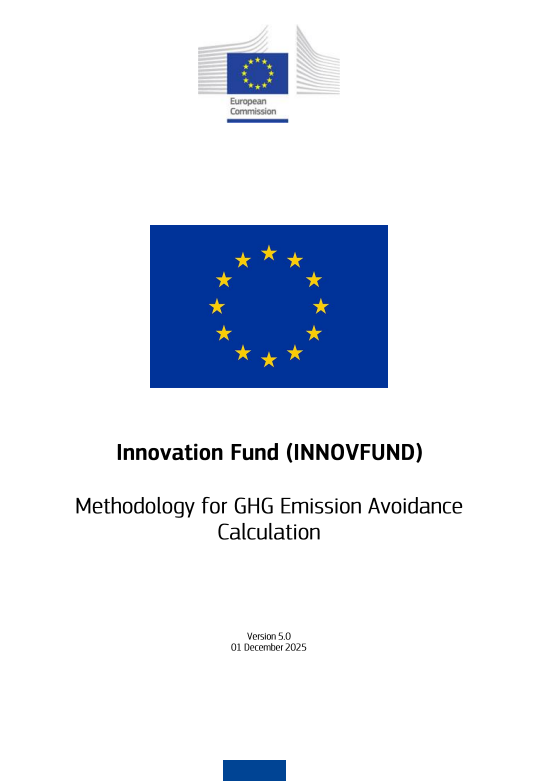 European
Commission
Innovation Fund (INNOVFUND)
Methodology for GHG Emission Avoidance
Calculation
Version 5.0
01 December 2025